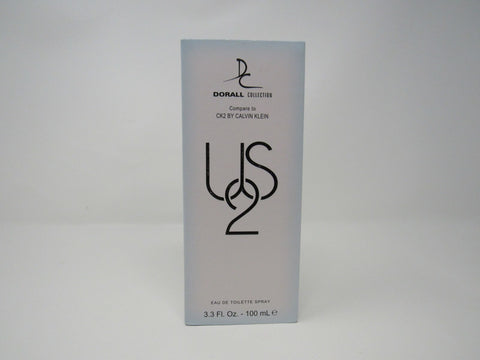 DC
DORALL COLLECTION
Compare to
CK2 BY CALVIN KLEIN
US
2
EAU DE TOILETTE SPRAY
3.3 Fl. Oz. - 100 mL ℮